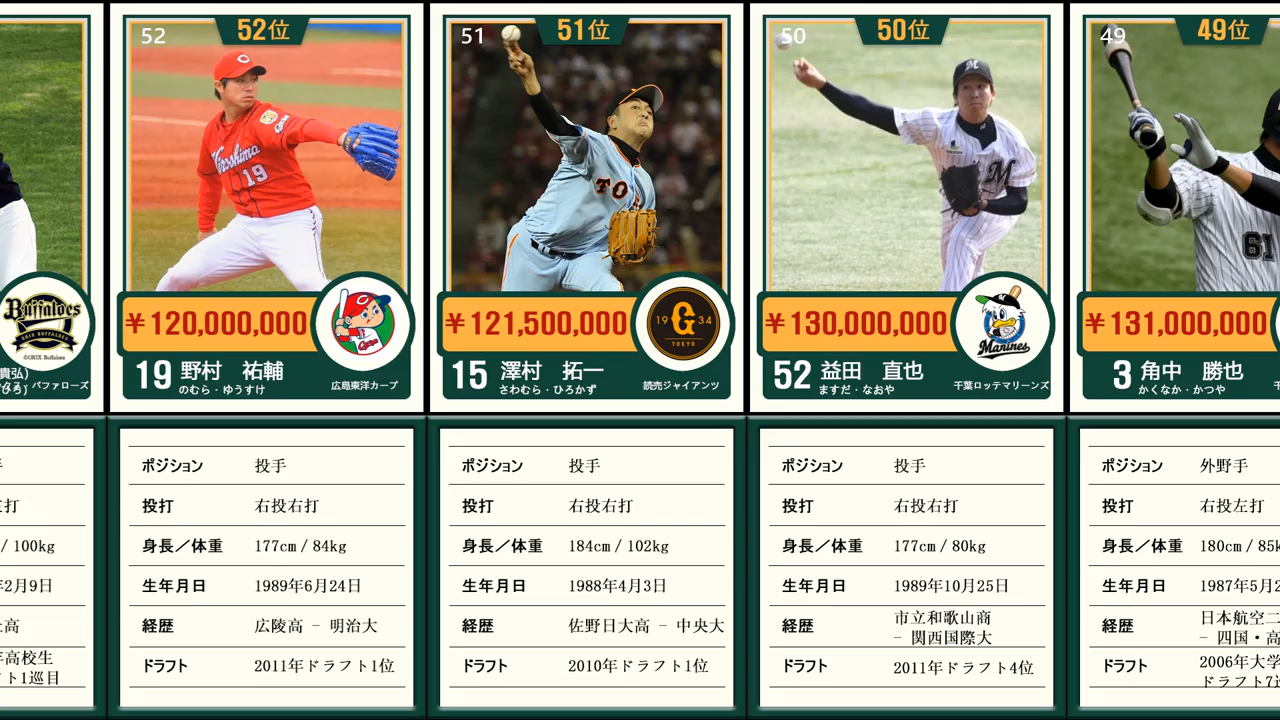 貴弘)
ひろ) バファローズ
Buffaloes
ORIX BUFFALOES
©ORIX Buffaloes
/ 100kg
年2月9日
高校生
ト1巡目
52
52位
Hiroshima
19
¥120,000,000
19 野村 祐輔
のむら・ゆうすけ
広島東洋カープ
ポジション 投手
投打 右投右打
身長／体重 177cm / 84kg
生年月日 1989年6月24日
経歴 広陵高 − 明治大
ドラフト 2011年ドラフト1位
51
51位
TO
¥121,500,000
19 G 34
TOKYO
15 澤村 拓一
さわむら・ひろかず
読売ジャイアンツ
ポジション 投手
投打 右投右打
身長／体重 184cm / 102kg
生年月日 1988年4月3日
経歴 佐野日大高 − 中央大
ドラフト 2010年ドラフト1位
50
50位
M
M
¥130,000,000
Marines
52 益田 直也
ますだ・なおや
千葉ロッテマリーンズ
ポジション 投手
投打 右投右打
身長／体重 177cm / 80kg
生年月日 1989年10月25日
経歴 市立和歌山商
− 関西国際大
ドラフト 2011年ドラフト4位
49
49位
61
¥131,000,000
3 角中 勝也
かくなか・かつや
ポジション 外野手
投打 右投左打
身長／体重 180cm / 85k
生年月日 1987年5月2
経歴 日本航空二
− 四国・高
ドラフト 2006年大学
ドラフト7巡